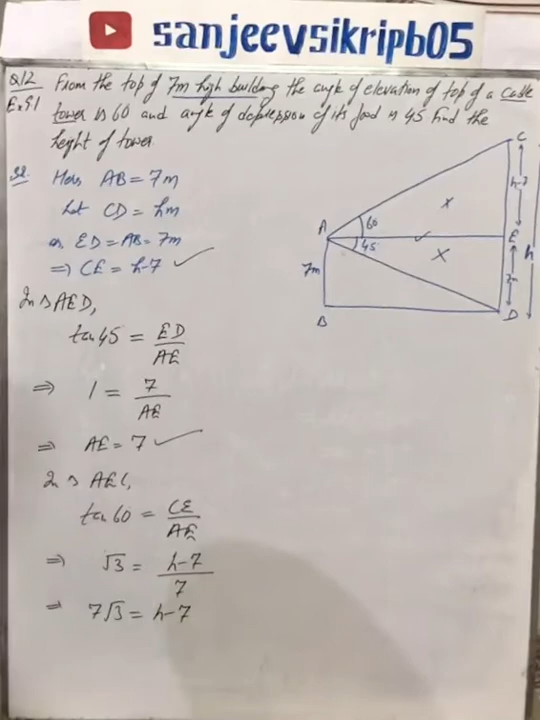 sanjeevsikripb05
Q12 From the top of 7m high building the angle of elevation of top of a cable
Ex 9.1 tower is 60 and angle of depression of its food is 45 find the
height of tower.
Sol. Here AB = 7m
Let CD = hm
as ED = AB = 7m
⇒ CE = h-7 ✓
In △ AED,
tan 45 = ED/AE
⇒ 1 = 7/AE
⇒ AE = 7 ✓
In △ AEC,
tan 60 = CE/AE
⇒ √3 = h-7/7
⇒ 7√3 = h-7
C
h-7
x
60
A
E
h
45
x
7m
7m
B
D